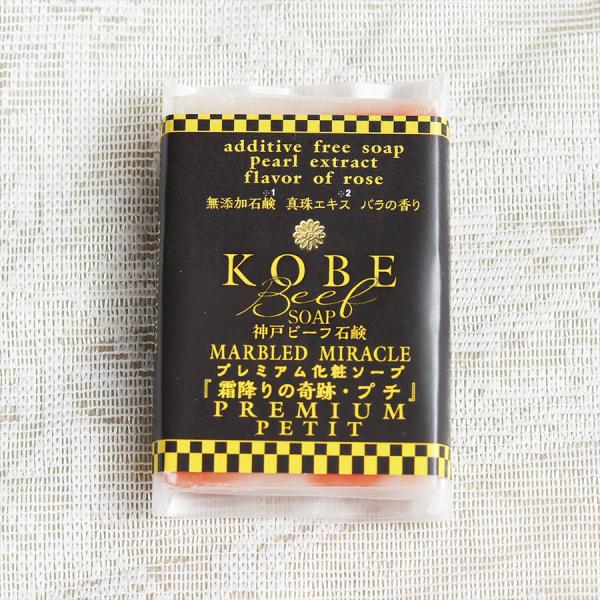 additive free soap
pearl extract
flavor of rose
※1 ※2
無添加石鹸 真珠エキス バラの香り
KOBE
Beef
SOAP
神戸ビーフ石鹸
MARBLED MIRACLE
プレミアム化粧ソープ
『霜降りの奇跡・プチ』
PREMIUM
PETIT